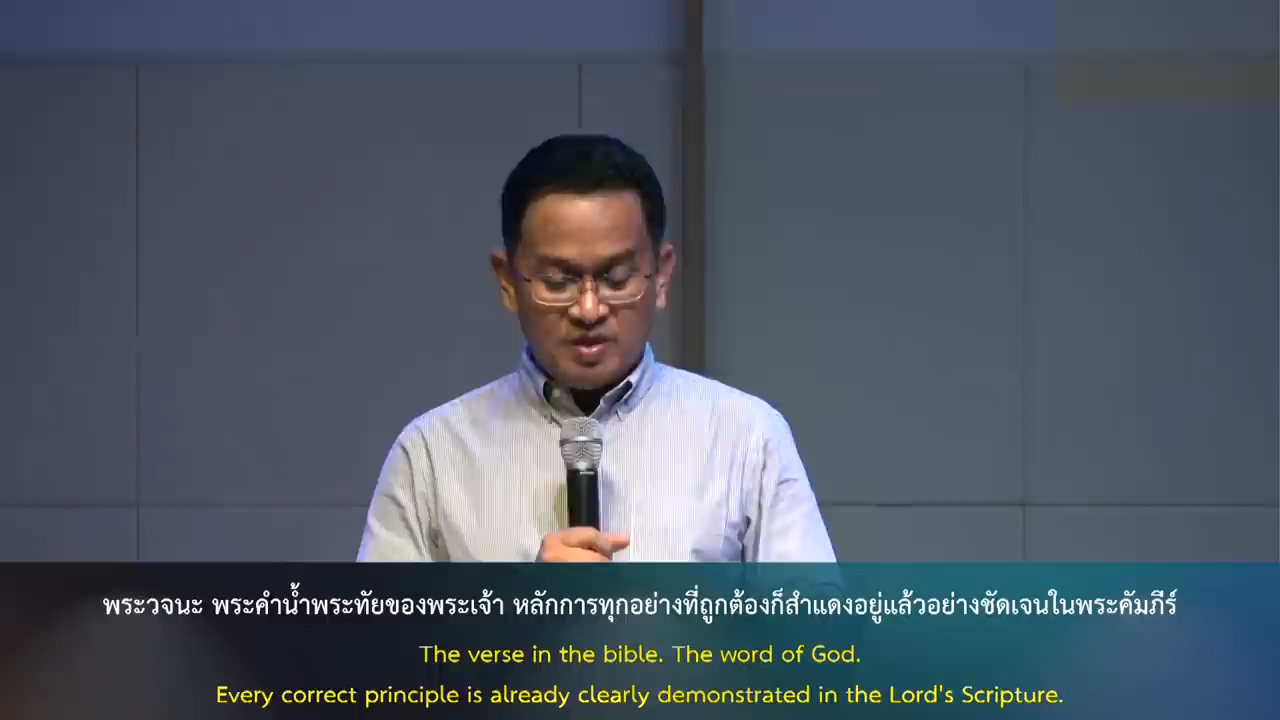 พระวจนะ พระคำน้ำพระทัยของพระเจ้า หลักการทุกอย่างที่ถูกต้องก็สำแดงอยู่แล้วอย่างชัดเจนในพระคัมภีร์
The verse in the bible. The word of God.
Every correct principle is already clearly demonstrated in the Lord's Scripture.